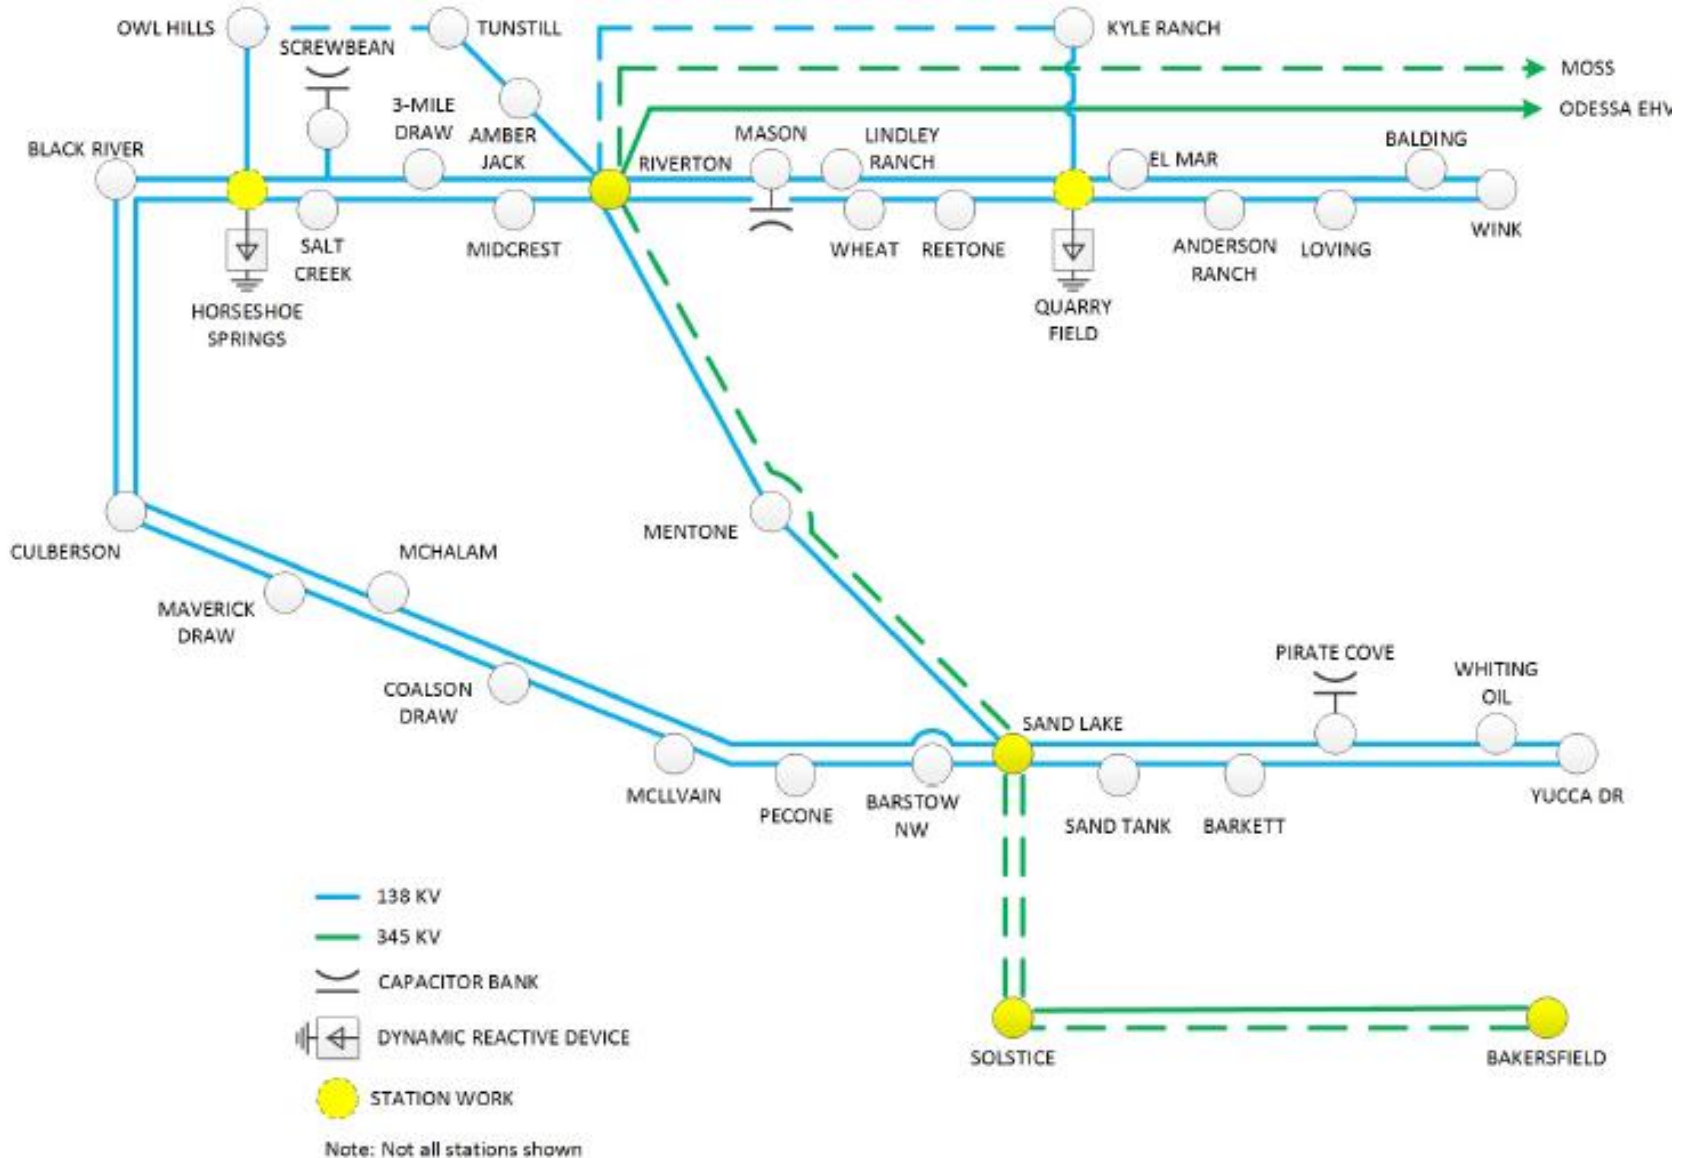 OWL HILLS
TUNSTILL
KYLE RANCH
SCREWBEAN
MOSS
3-MILE
DRAW
AMBER
JACK
ODESSA EHV
BLACK RIVER
RIVERTON
MASON
LINDLEY
RANCH
EL MAR
BALDING
SALT
CREEK
MIDCREST
WHEAT
REETONE
ANDERSON
RANCH
LOVING
WINK
HORSESHOE
SPRINGS
QUARRY
FIELD
CULBERSON
MCHALAM
MENTONE
MAVERICK
DRAW
COALSON
DRAW
SAND LAKE
PIRATE COVE
WHITING
OIL
MCLLVAIN
PECONE
BARSTOW
NW
SAND TANK
BARKETT
YUCCA DR
138 KV
345 KV
CAPACITOR BANK
DYNAMIC REACTIVE DEVICE
STATION WORK
SOLSTICE
BAKERSFIELD
Note: Not all stations shown